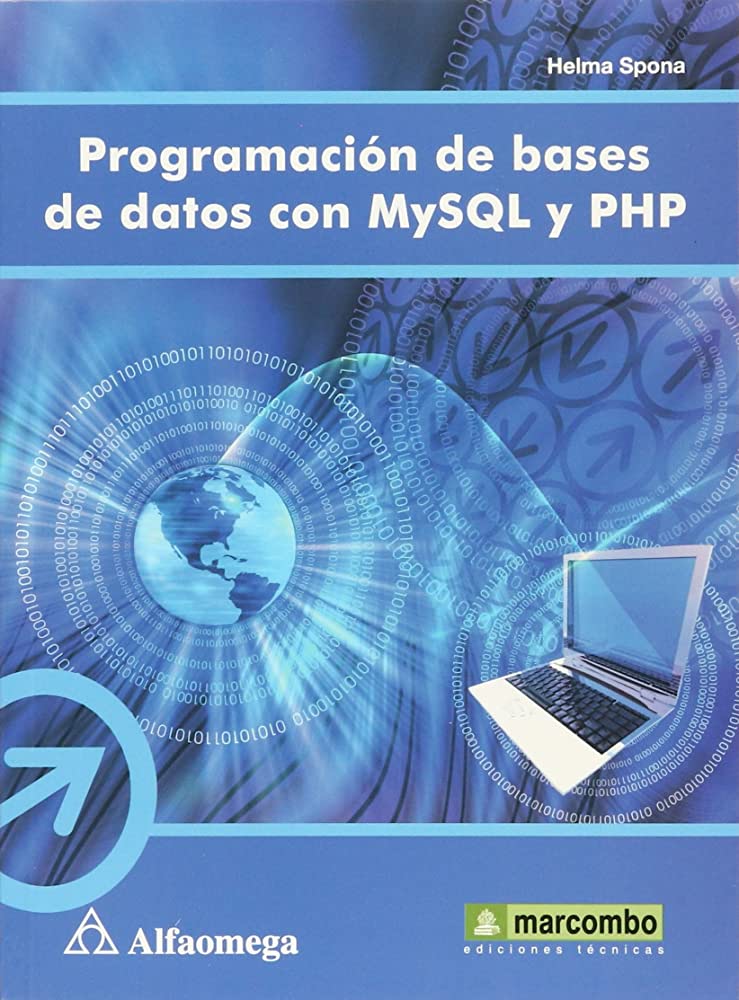 Helma Spona
Programación de bases
de datos con MySQL y PHP
Alfaomega
marcombo
ediciones técnicas